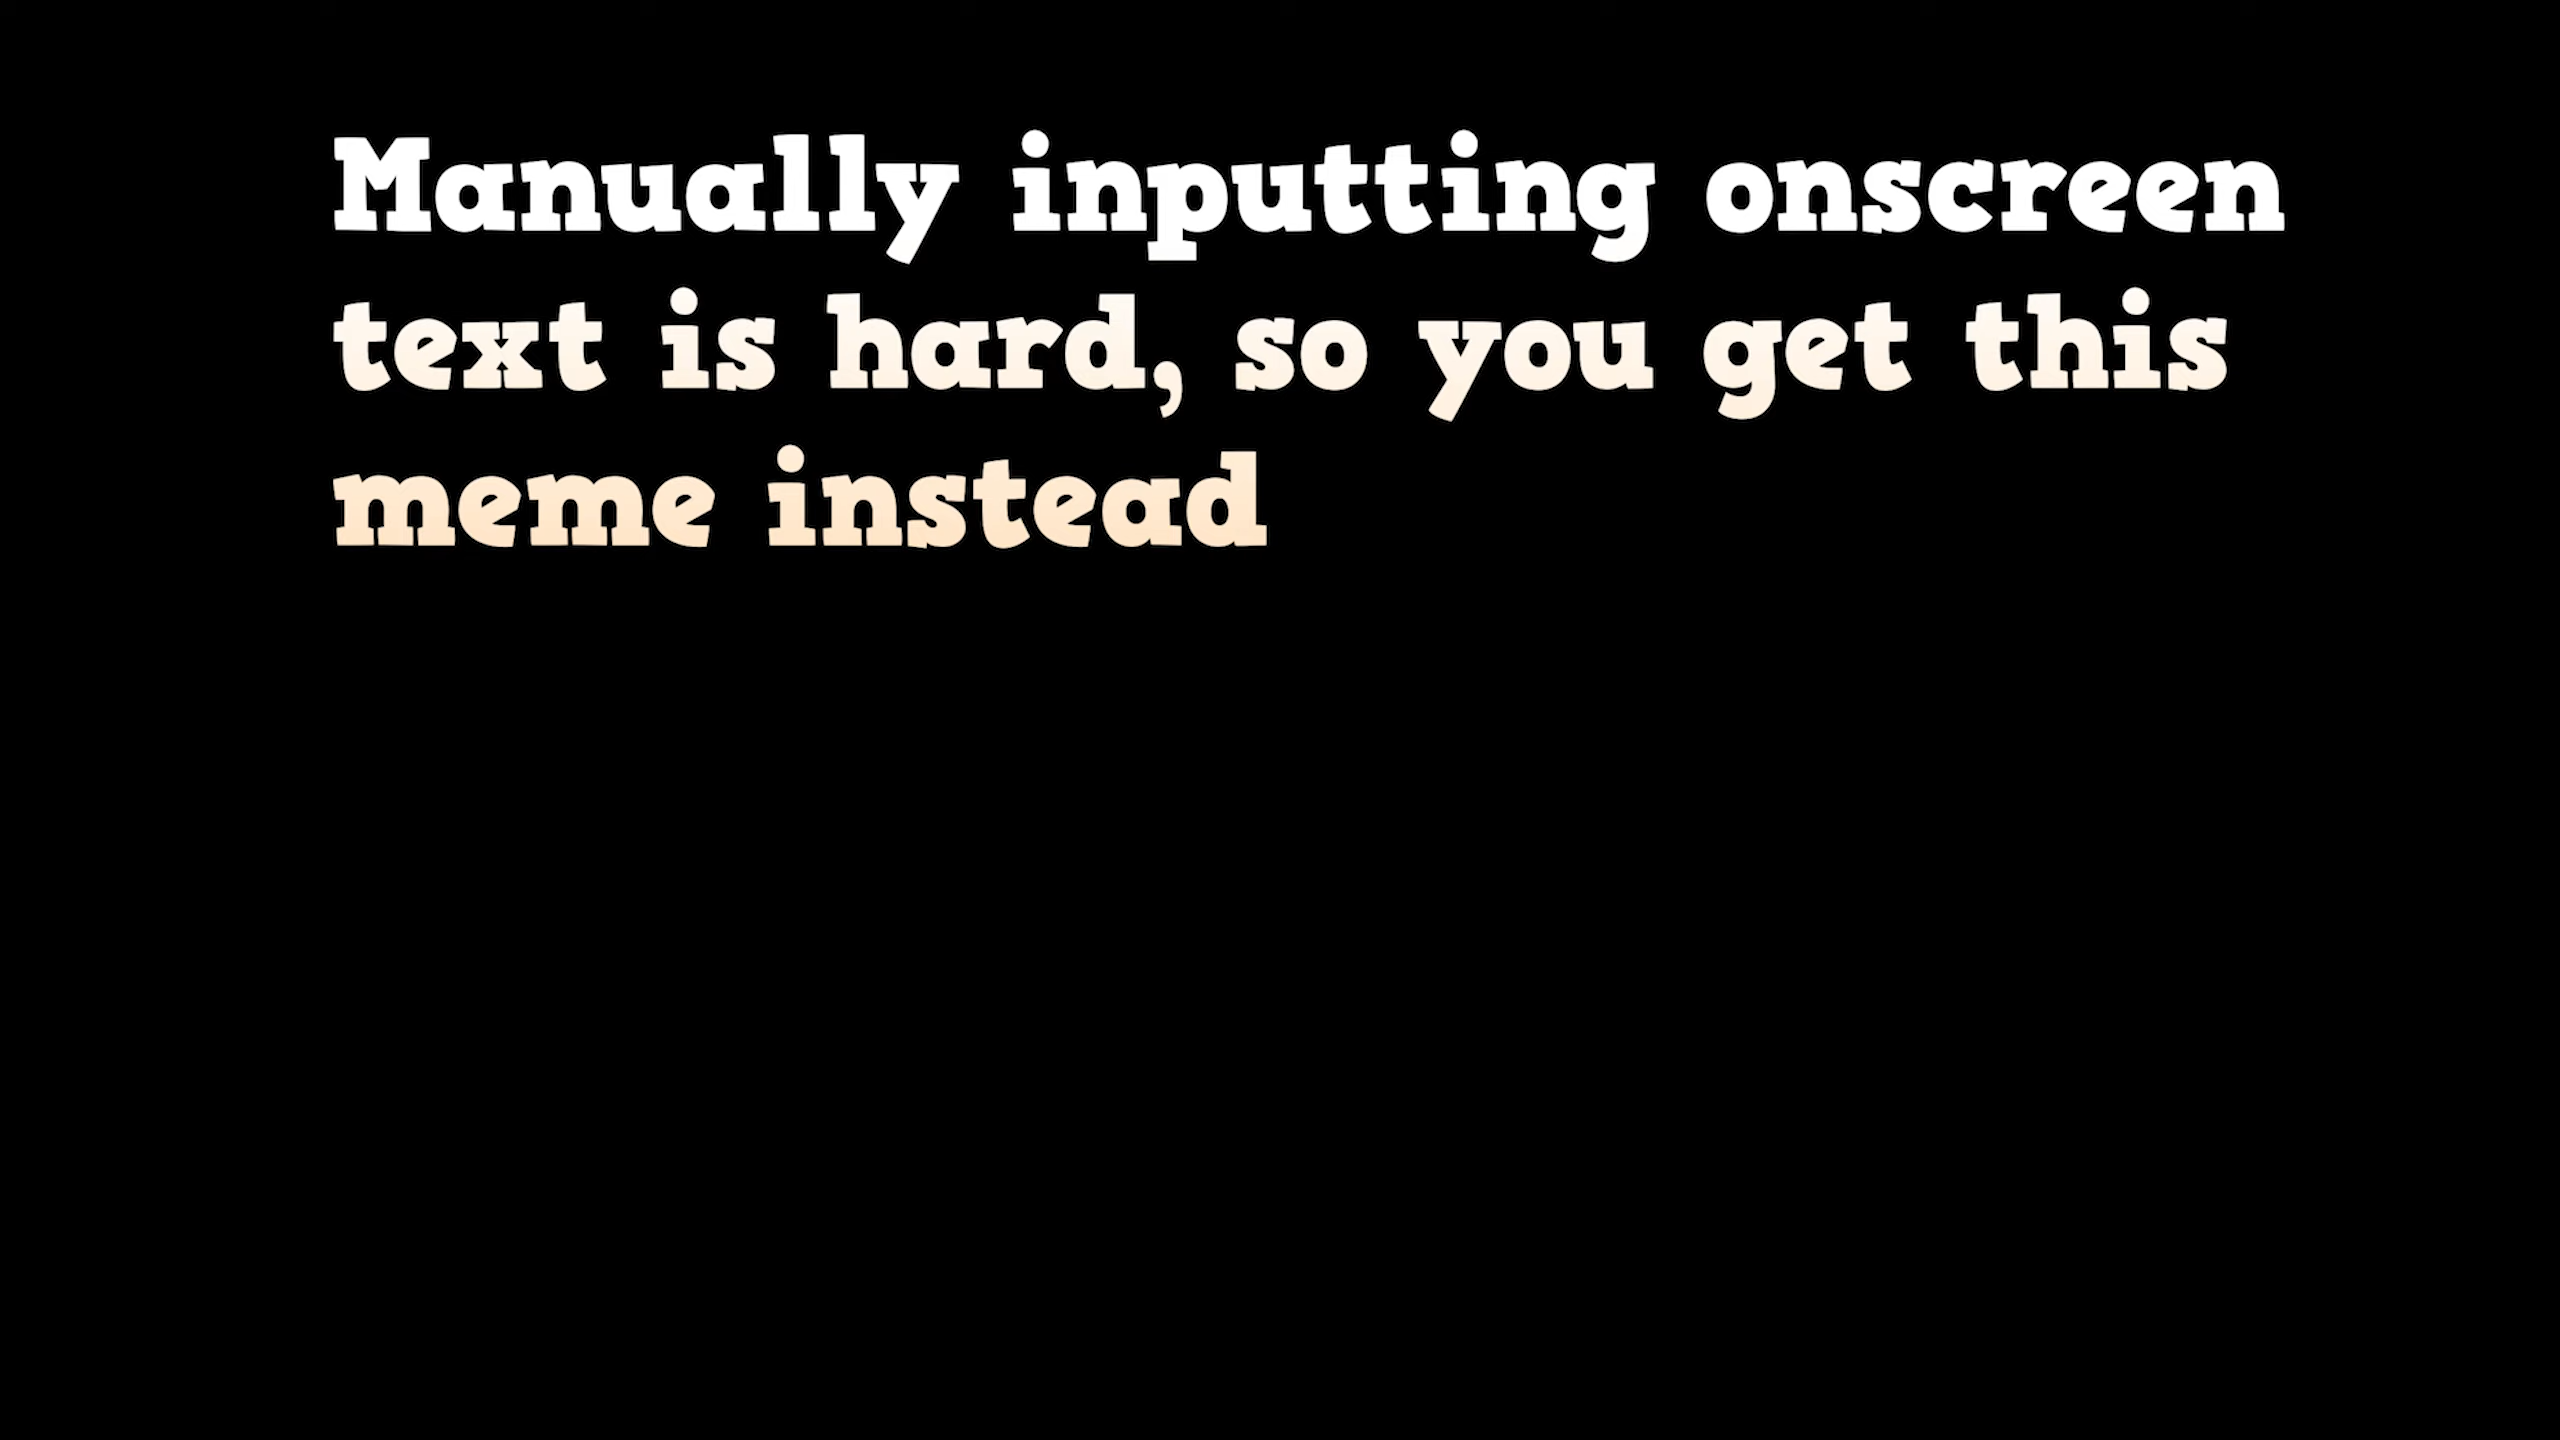 Manually inputting onscreen
text is hard, so you get this
meme instead